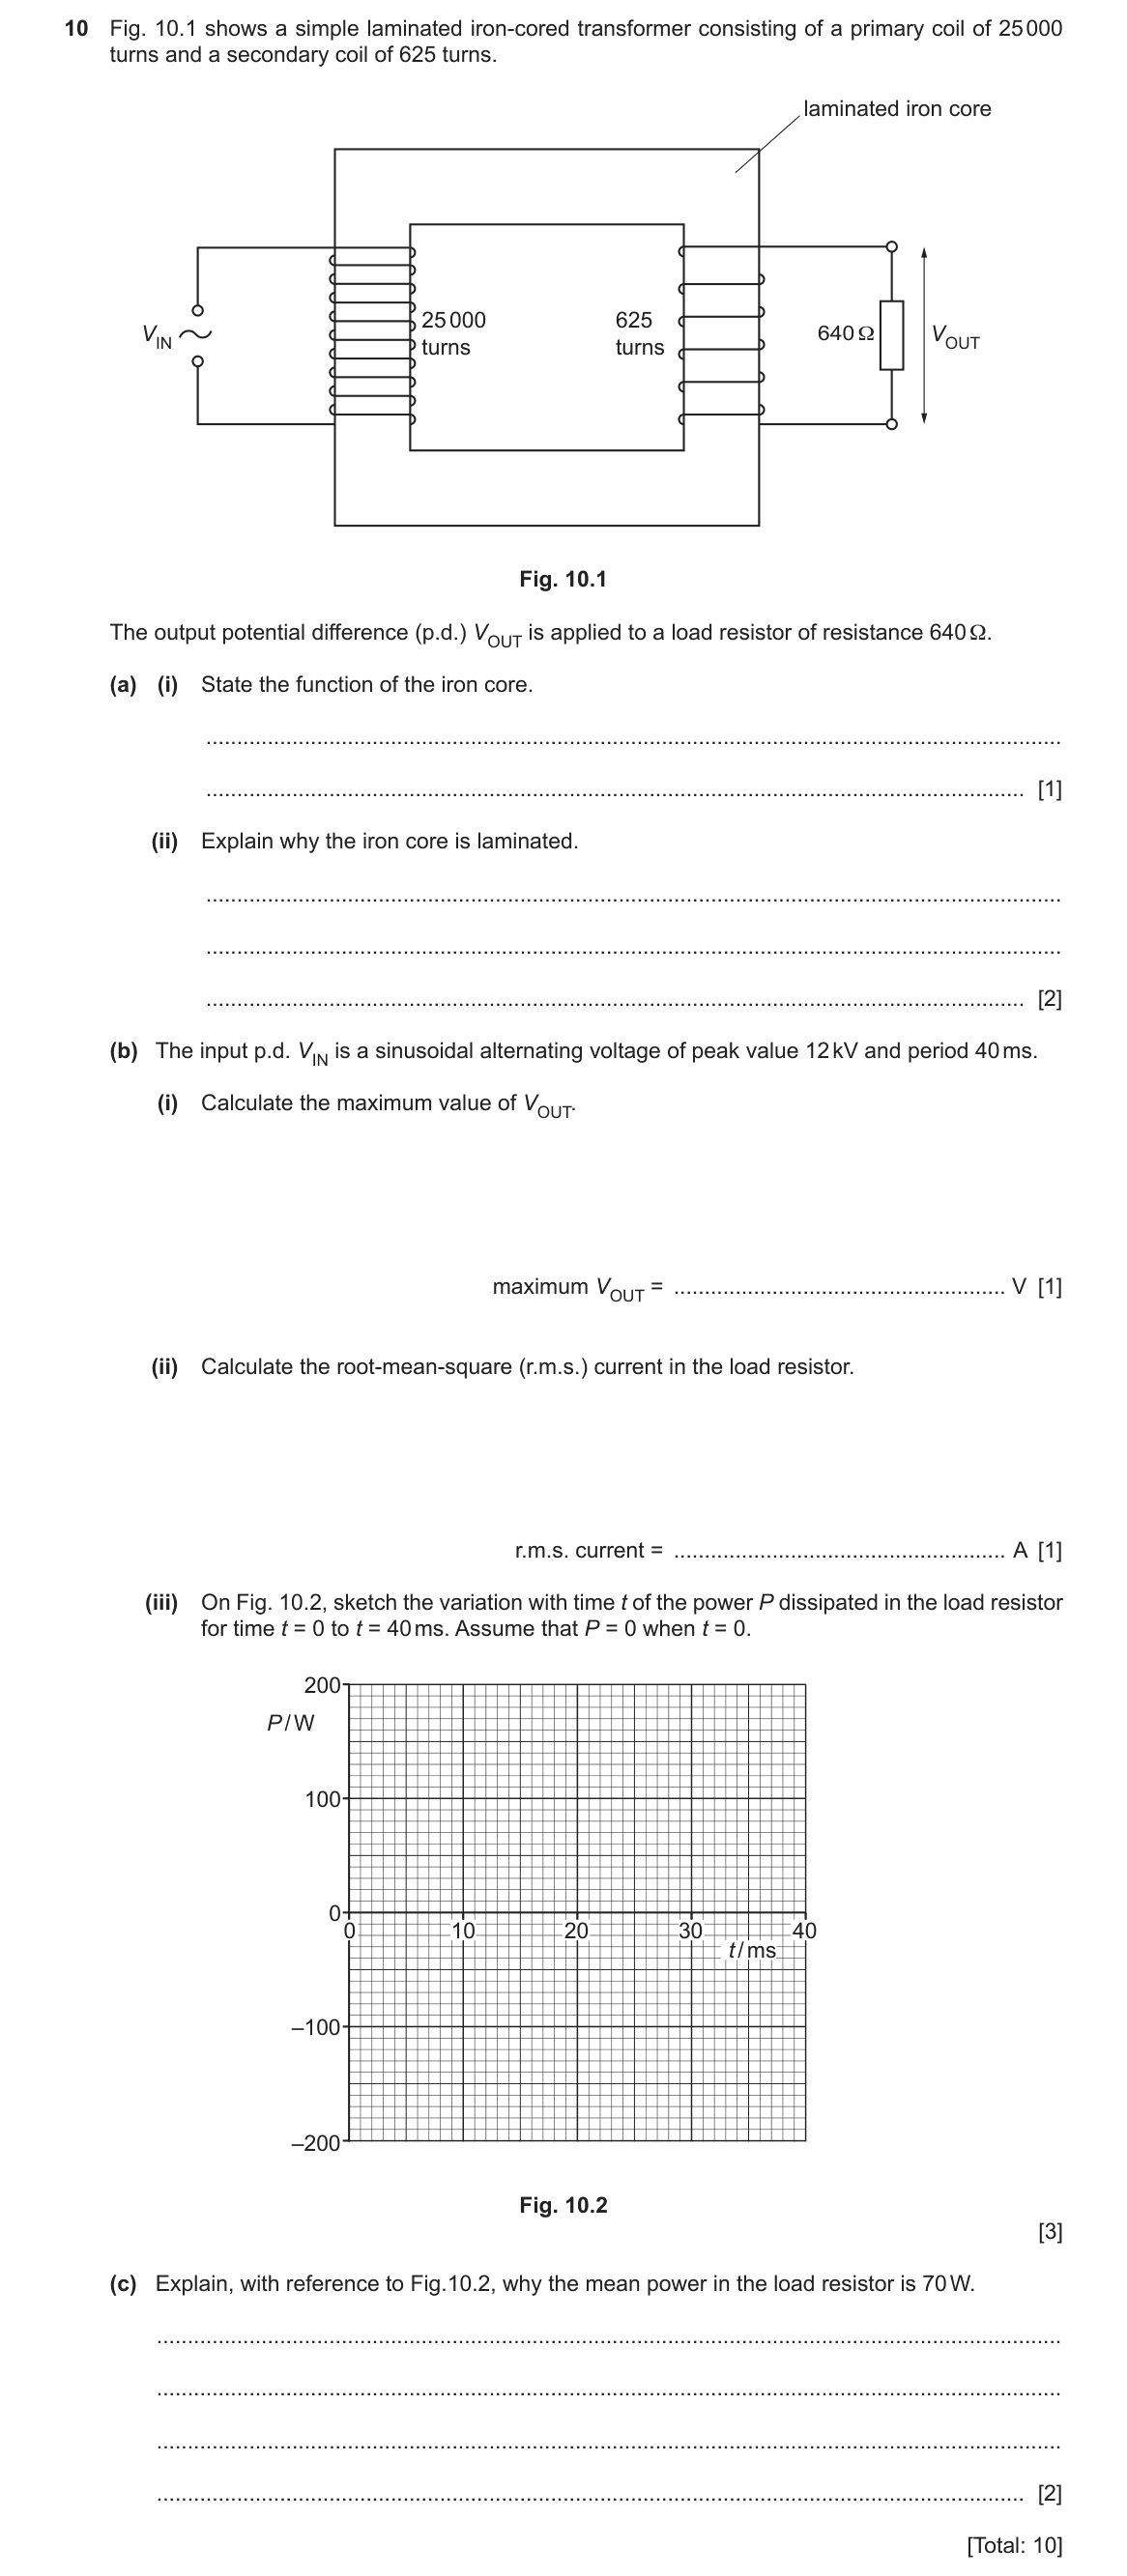 10 Fig. 10.1 shows a simple laminated iron-cored transformer consisting of a primary coil of 25 000
turns and a secondary coil of 625 turns.
laminated iron core
V_IN
25 000
turns
625
turns
640 Ω
V_OUT
Fig. 10.1
The output potential difference (p.d.) V_OUT is applied to a load resistor of resistance 640 Ω.
(a) (i) State the function of the iron core.
..........................................................................................................................................
.................................................................................................................................... [1]
(ii) Explain why the iron core is laminated.
..........................................................................................................................................
..........................................................................................................................................
.................................................................................................................................... [2]
(b) The input p.d. V_IN is a sinusoidal alternating voltage of peak value 12 kV and period 40 ms.
(i) Calculate the maximum value of V_OUT.
maximum V_OUT = ...................................................... V [1]
(ii) Calculate the root-mean-square (r.m.s.) current in the load resistor.
r.m.s. current = ...................................................... A [1]
(iii) On Fig. 10.2, sketch the variation with time t of the power P dissipated in the load resistor
for time t = 0 to t = 40 ms. Assume that P = 0 when t = 0.
200
P / W
100
0
0 10 20 30 40
t / ms
–100
–200
Fig. 10.2
[3]
(c) Explain, with reference to Fig.10.2, why the mean power in the load resistor is 70 W.
..................................................................................................................................................
..................................................................................................................................................
..................................................................................................................................................
............................................................................................................................................ [2]
[Total: 10]